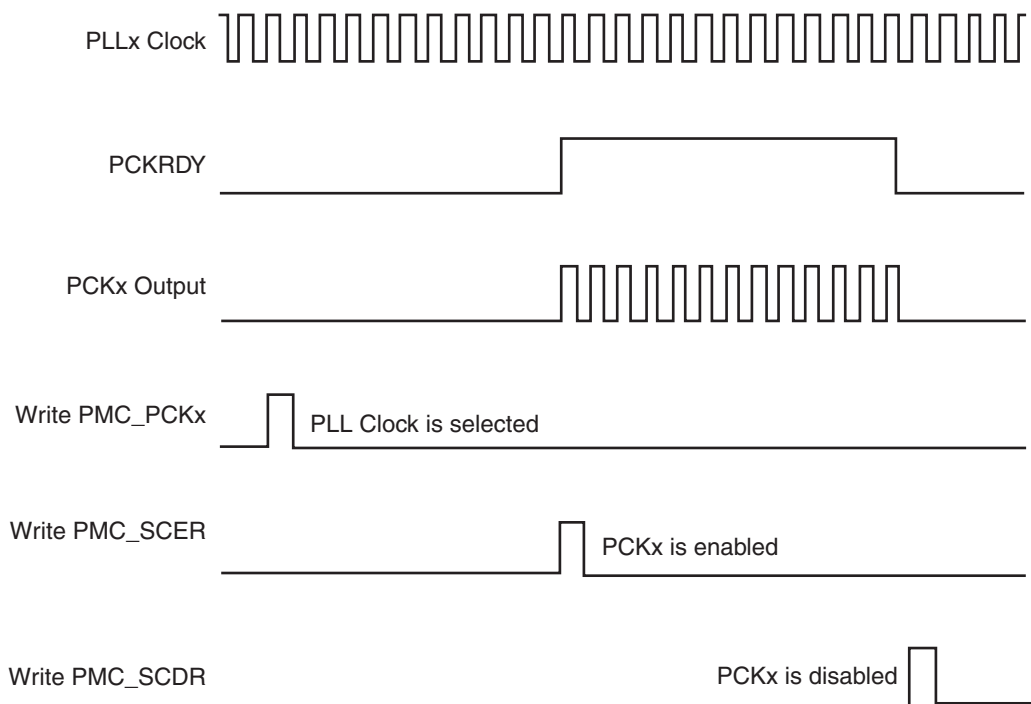 PLLx Clock
PCKRDY
PCKx Output
Write PMC_PCKx
PLL Clock is selected
Write PMC_SCER
PCKx is enabled
Write PMC_SCDR
PCKx is disabled